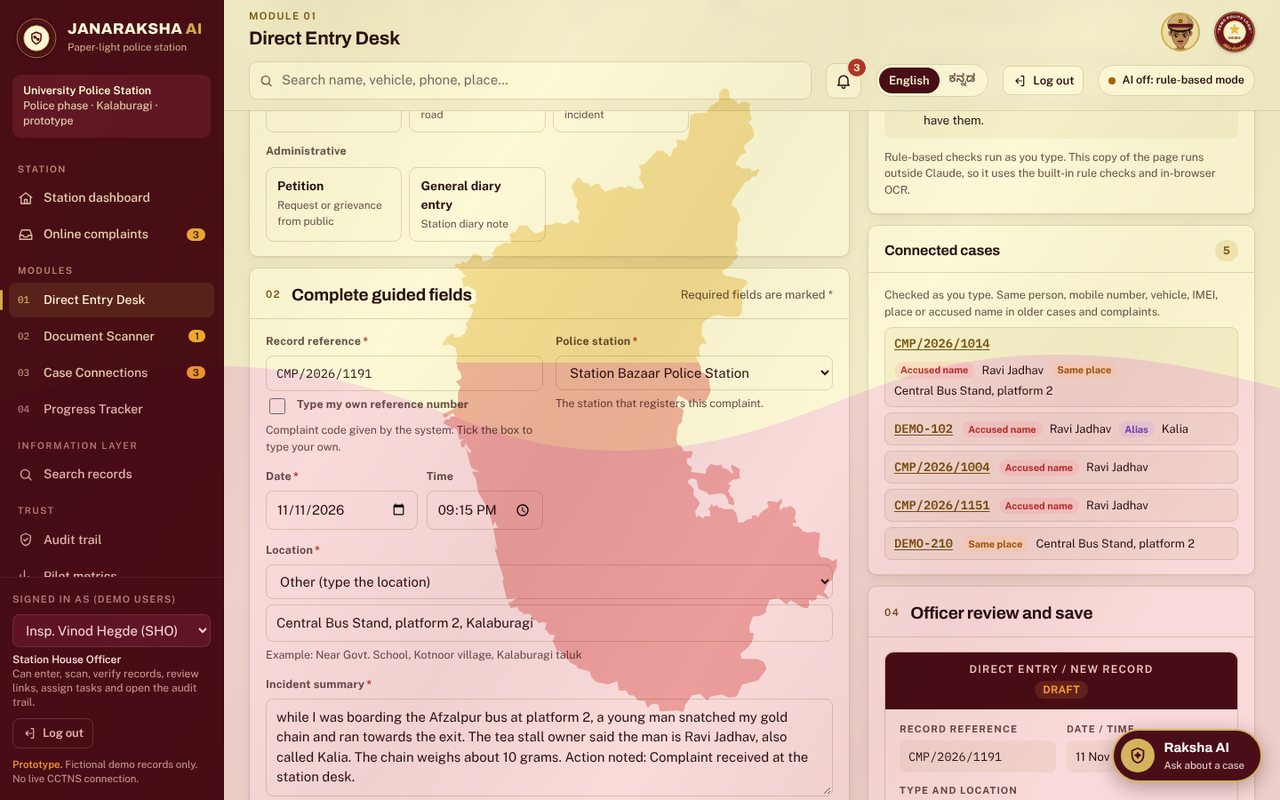 JANARAKSHA AI
Paper-light police station
University Police Station
Police phase · Kalaburagi ·
prototype
STATION
Station dashboard
Online complaints 3
MODULES
01 Direct Entry Desk
02 Document Scanner 1
03 Case Connections 3
04 Progress Tracker
INFORMATION LAYER
Search records
TRUST
Audit trail
Pilot metrics
SIGNED IN AS (DEMO USERS)
Insp. Vinod Hegde (SHO)
Station House Officer
Can enter, scan, verify records, review
links, assign tasks and open the audit
trail.
Log out
Prototype. Fictional demo records only.
No live CCTNS connection.
MODULE 01
Direct Entry Desk
Search name, vehicle, phone, place...
3
English ಕನ್ನಡ
Log out
AI off: rule-based mode
road
incident
Administrative
Petition
Request or grievance
from public
General diary
entry
Station diary note
02 Complete guided fields
Required fields are marked *
Record reference *
CMP/2026/1191
Type my own reference number
Complaint code given by the system. Tick the box to
type your own.
Police station *
Station Bazaar Police Station
The station that registers this complaint.
Date * Time
11/11/2026 09:15 PM
Location *
Other (type the location)
Central Bus Stand, platform 2, Kalaburagi
Example: Near Govt. School, Kotnoor village, Kalaburagi taluk
Incident summary *
while I was boarding the Afzalpur bus at platform 2, a young man snatched my gold
chain and ran towards the exit. The tea stall owner said the man is Ravi Jadhav, also
called Kalia. The chain weighs about 10 grams. Action noted: Complaint received at the
station desk.
have them.
Rule-based checks run as you type. This copy of the page runs
outside Claude, so it uses the built-in rule checks and in-browser
OCR.
Connected cases 5
Checked as you type. Same person, mobile number, vehicle, IMEI,
place or accused name in older cases and complaints.
CMP/2026/1014
Accused name Ravi Jadhav Same place
Central Bus Stand, platform 2
DEMO-102 Accused name Ravi Jadhav Alias Kalia
CMP/2026/1004 Accused name Ravi Jadhav
CMP/2026/1151 Accused name Ravi Jadhav
DEMO-210 Same place Central Bus Stand, platform 2
04 Officer review and save
DIRECT ENTRY / NEW RECORD
DRAFT
RECORD REFERENCE DATE / TIME
CMP/2026/1191 11 Nov
TYPE AND LOCATION
Raksha AI
Ask about a case